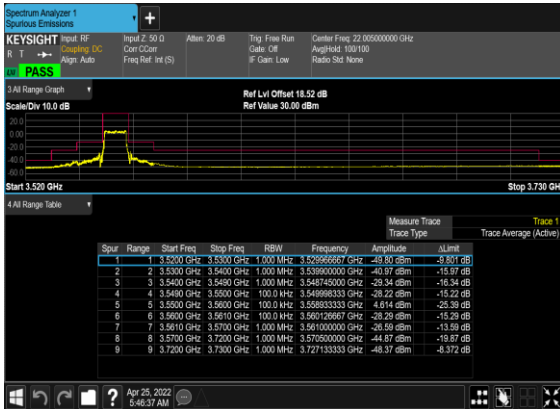 Spectrum Analyzer 1
Spurious Emissions
+
KEYSIGHT Input: RF Input Z: 50 Ω Atten: 20 dB Trig: Free Run Center Freq: 22.005000000 GHz
R T Coupling: DC Corr CCorr Gate: Off Avg|Hold: 100/100
Align: Auto Freq Ref: Int (S) IF Gain: Low Radio Std: None
PASS
3 All Range Graph Ref Lvl Offset 18.52 dB
Scale/Div 10.0 dB Ref Value 30.00 dBm
20.0
0.00
-20.0
-40.0
-60.0
Start 3.520 GHz Stop 3.730 GH
4 All Range Table
Measure Trace Trace 1
Trace Type Trace Average (Active)
Spur Range Start Freq Stop Freq RBW Frequency Amplitude ΔLimit
1 1 3.5200 GHz 3.5300 GHz 1.000 MHz 3.529966667 GHz -49.80 dBm -9.801 dB
2 2 3.5300 GHz 3.5400 GHz 1.000 MHz 3.539900000 GHz -40.97 dBm -15.97 dB
3 3 3.5400 GHz 3.5490 GHz 1.000 MHz 3.548745000 GHz -29.34 dBm -16.34 dB
4 4 3.5490 GHz 3.5500 GHz 100.0 kHz 3.549998333 GHz -28.22 dBm -15.22 dB
5 5 3.5500 GHz 3.5600 GHz 100.0 kHz 3.558933333 GHz 4.614 dBm -25.39 dB
6 6 3.5600 GHz 3.5610 GHz 100.0 kHz 3.560126667 GHz -28.29 dBm -15.29 dB
7 7 3.5610 GHz 3.5700 GHz 1.000 MHz 3.561000000 GHz -26.59 dBm -13.59 dB
8 8 3.5700 GHz 3.7200 GHz 1.000 MHz 3.570500000 GHz -44.87 dBm -19.87 dB
9 9 3.7200 GHz 3.7300 GHz 1.000 MHz 3.727133333 GHz -48.37 dBm -8.372 dB
? Apr 25, 2022
5:46:37 AM